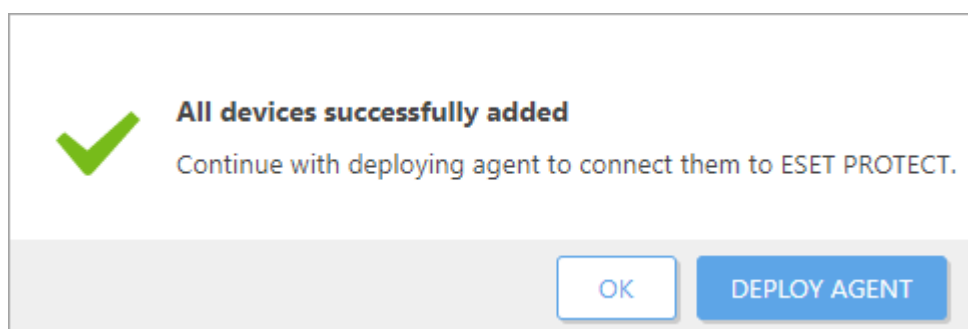 All devices successfully added
Continue with deploying agent to connect them to ESET PROTECT.
OK
DEPLOY AGENT